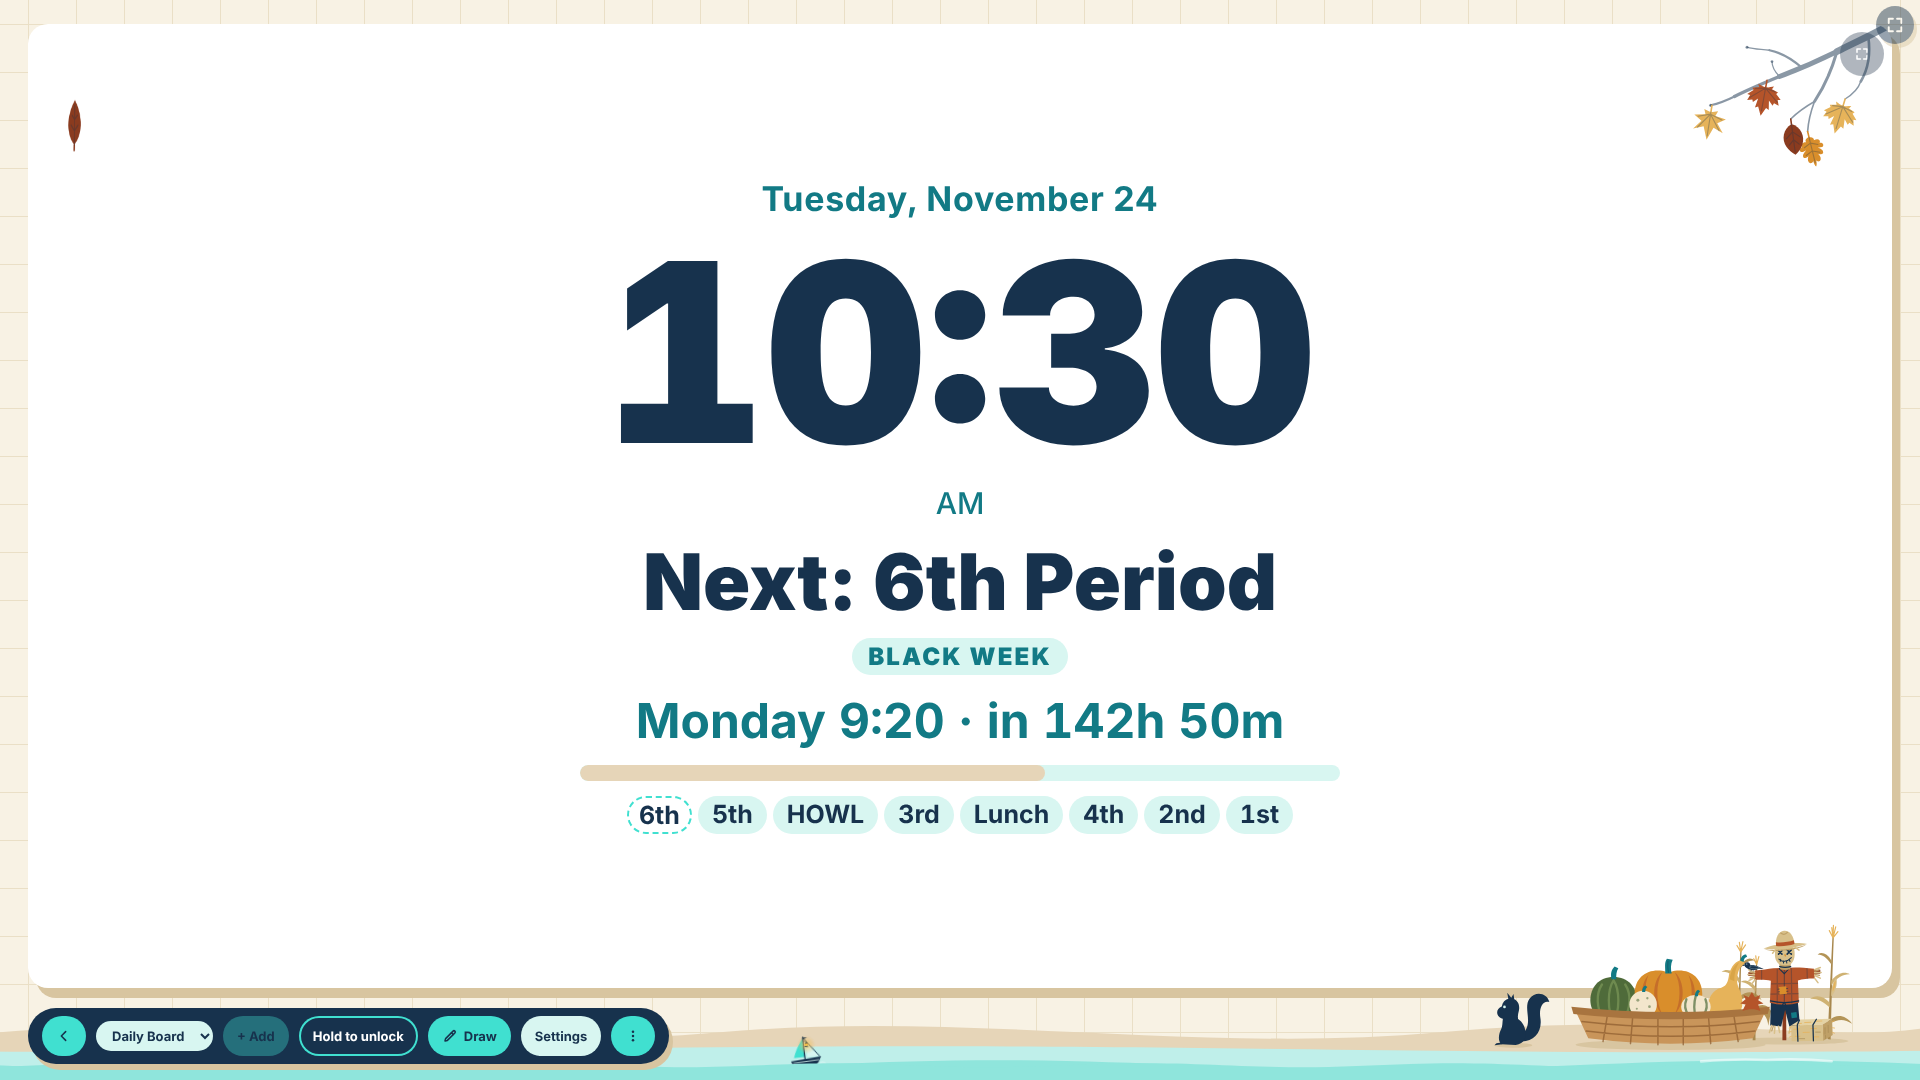 Tuesday, November 24
10:30
AM
Next: 6th Period
BLACK WEEK
Monday 9:20 · in 142h 50m
6th 5th HOWL 3rd Lunch 4th 2nd 1st
Daily Board + Add Hold to unlock Draw Settings